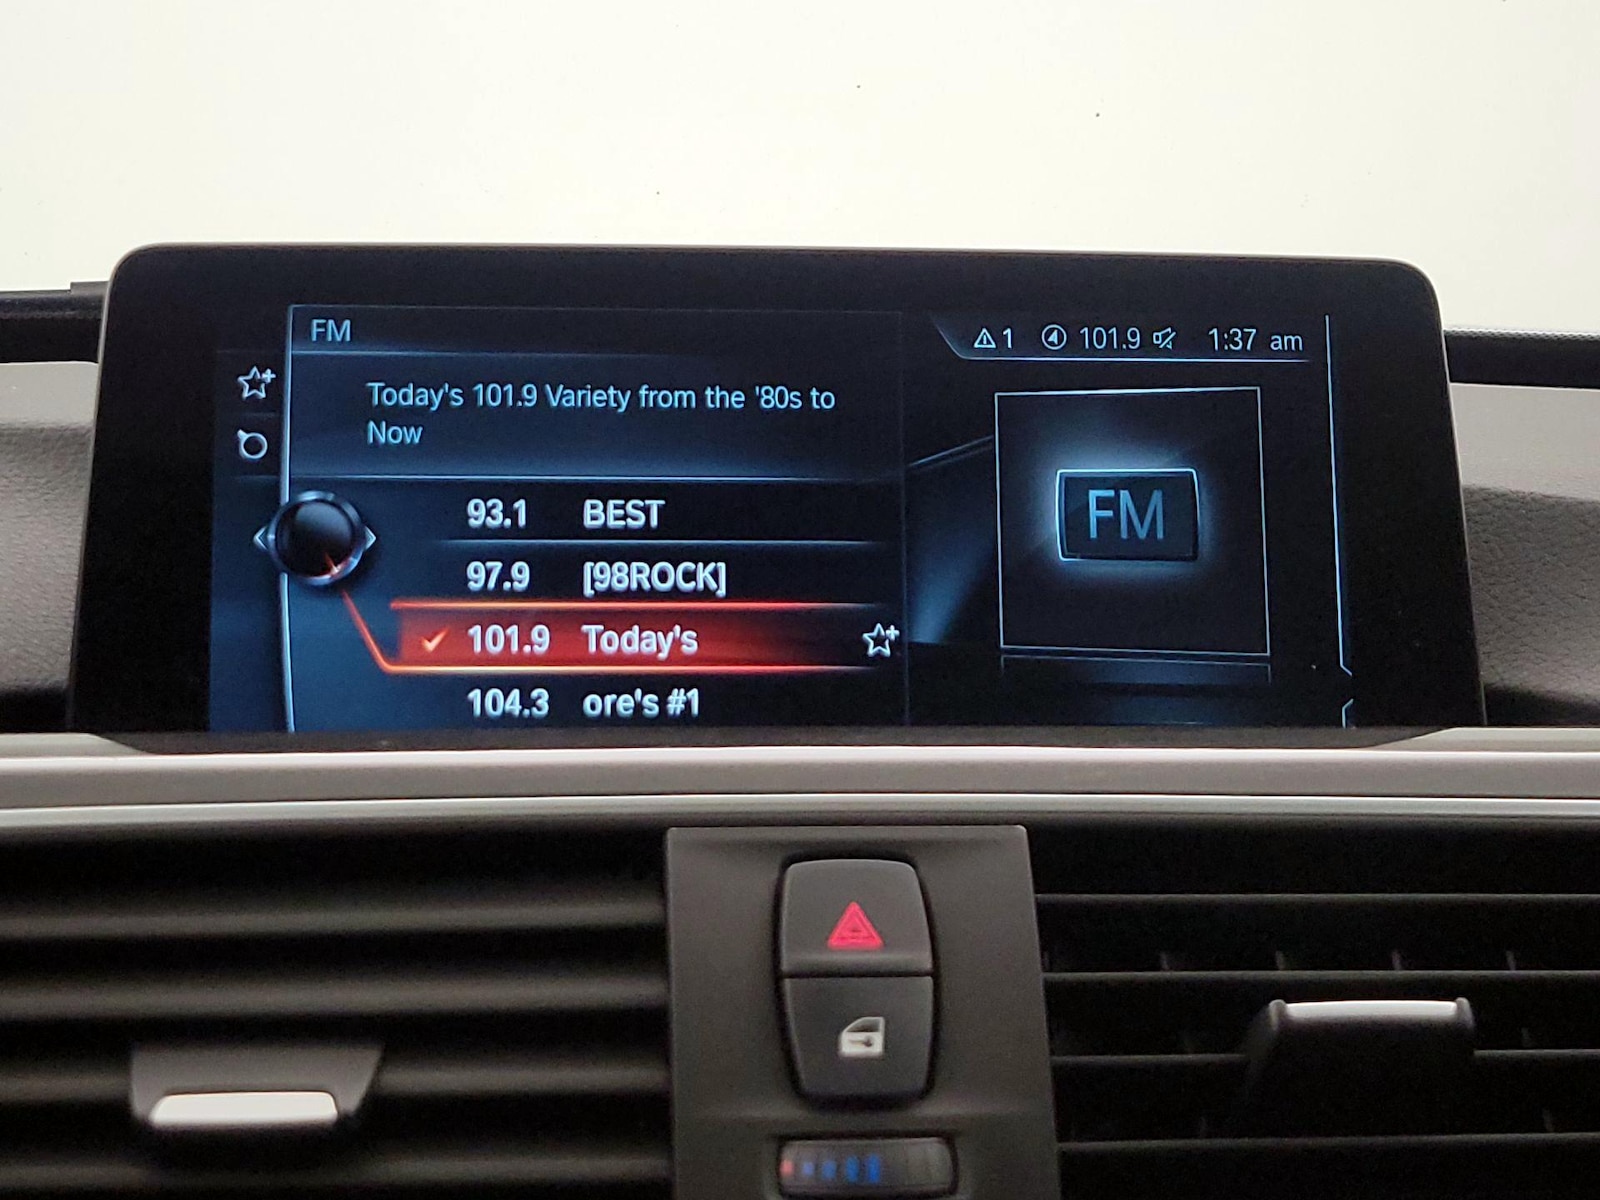 FM
1 101.9 1:37 am
Today's 101.9 Variety from the '80s to
Now
93.1 BEST
97.9 [98ROCK]
101.9 Today's
104.3 ore's #1
FM